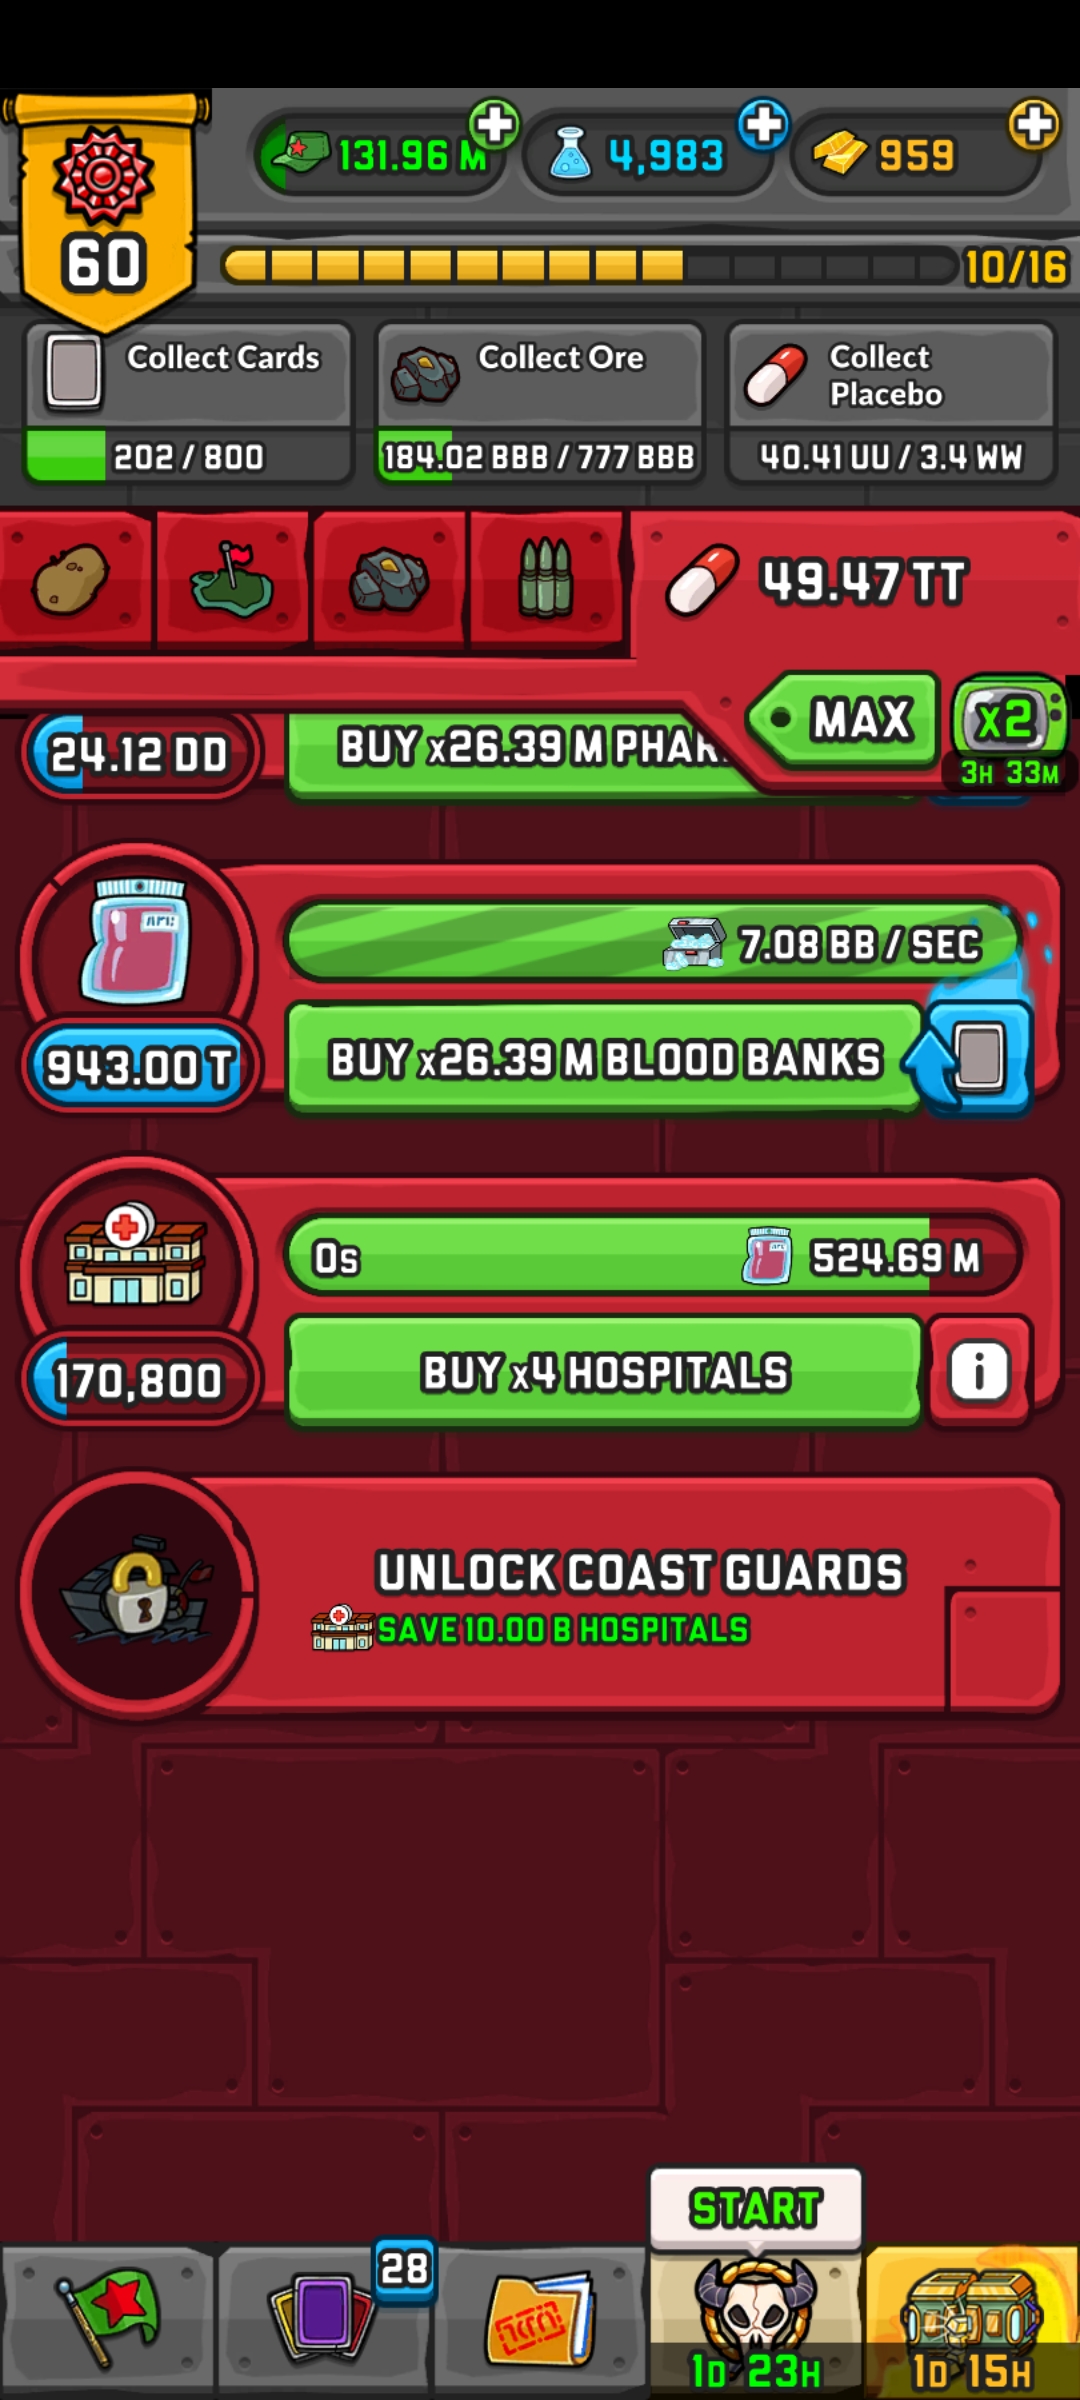 60
131.96 M
4,983
959
10/16
Collect Cards
202 / 800
Collect Ore
184.02 BBB / 777 BBB
Collect
Placebo
40.41 UU / 3.4 WW
49.47 TT
MAX
x2
3H 33M
24.12 DD
BUY x26.39 M PHAR
7.08 BB / SEC
943.00 T
BUY x26.39 M BLOOD BANKS
0s
524.69 M
170,800
BUY x4 HOSPITALS
i
UNLOCK COAST GUARDS
SAVE 10.00 B HOSPITALS
START
28
1D 23H
1D 15H